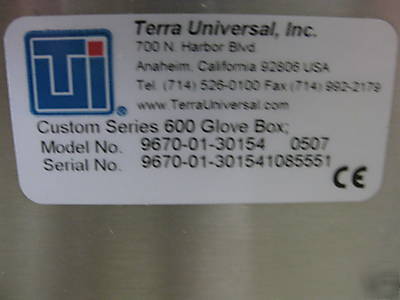 Terra Universal, Inc.
700 N. Harbor Blvd.
Anaheim, California 92806 USA
Tel. (714) 526-0100 Fax (714) 992-2179
www.TerraUniversal.com
Custom Series 600 Glove Box;
Model No. 9670-01-30154 0507
Serial No. 9670-01-301541085551
CE